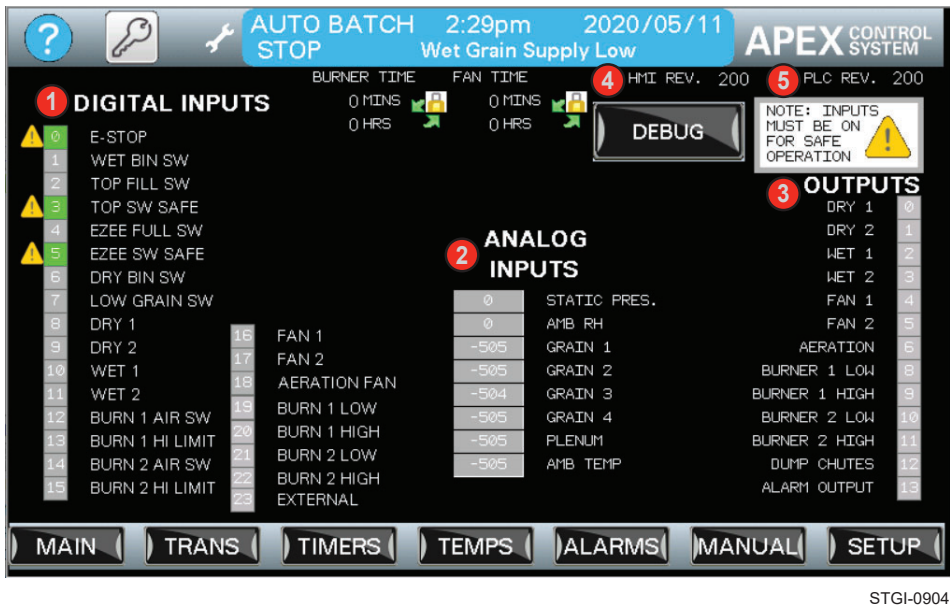 ?
AUTO BATCH 2:29pm 2020/05/11
STOP Wet Grain Supply Low
APEX CONTROL SYSTEM
BURNER TIME FAN TIME 4 HMI REV. 200 5 PLC REV. 200
0 MINS 0 MINS
0 HRS 0 HRS
DEBUG
NOTE: INPUTS
MUST BE ON
FOR SAFE
OPERATION
1 DIGITAL INPUTS
0 E-STOP
1 WET BIN SW
2 TOP FILL SW
3 TOP SW SAFE
4 EZEE FULL SW
5 EZEE SW SAFE
6 DRY BIN SW
7 LOW GRAIN SW
8 DRY 1
9 DRY 2
10 WET 1
11 WET 2
12 BURN 1 AIR SW
13 BURN 1 HI LIMIT
14 BURN 2 AIR SW
15 BURN 2 HI LIMIT
16 FAN 1
17 FAN 2
18 AERATION FAN
19 BURN 1 LOW
20 BURN 1 HIGH
21 BURN 2 LOW
22 BURN 2 HIGH
23 EXTERNAL
2 ANALOG
INPUTS
0 STATIC PRES.
0 AMB RH
-505 GRAIN 1
-505 GRAIN 2
-504 GRAIN 3
-505 GRAIN 4
-505 PLENUM
-505 AMB TEMP
3 OUTPUTS
DRY 1 0
DRY 2 1
WET 1 2
WET 2 3
FAN 1 4
FAN 2 5
AERATION 6
BURNER 1 LOW 8
BURNER 1 HIGH 9
BURNER 2 LOW 10
BURNER 2 HIGH 11
DUMP CHUTES 12
ALARM OUTPUT 13
MAIN TRANS TIMERS TEMPS ALARMS MANUAL SETUP
STGI-0904